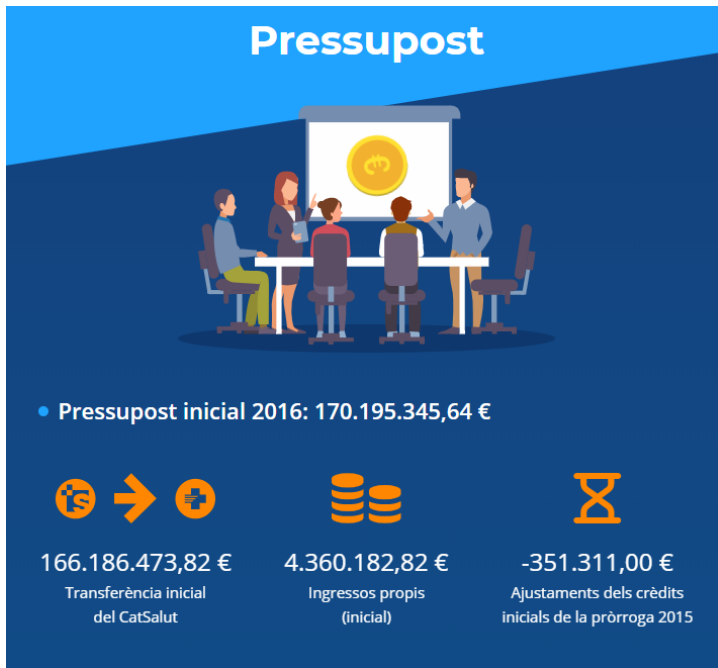 Pressupost
Pressupost inicial 2016: 170.195.345,64 €
is
166.186.473,82 €
Transferència inicial
del CatSalut
4.360.182,82 €
Ingressos propis
(inicial)
-351.311,00 €
Ajustaments dels crèdits
inicials de la pròrroga 2015